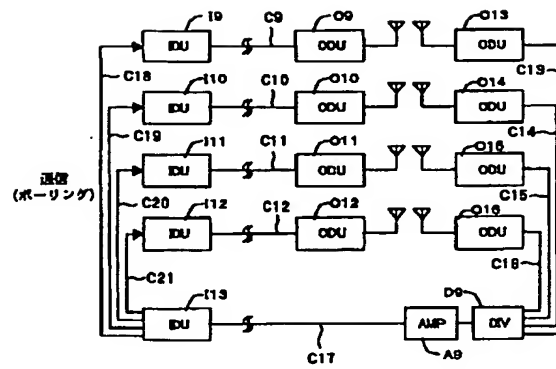 I9 C9 O9 O13
IDU ODU ODU
C18 C13
I10 C10 O10 O14
IDU ODU ODU
C19 C14
I11 C11 O11 O15
通信
(ポーリング)
IDU ODU ODU
C20 C15
I12 C12 O12 O16
IDU ODU ODU
C21 C16
I13 D9
IDU AMP DIV
C17 A9